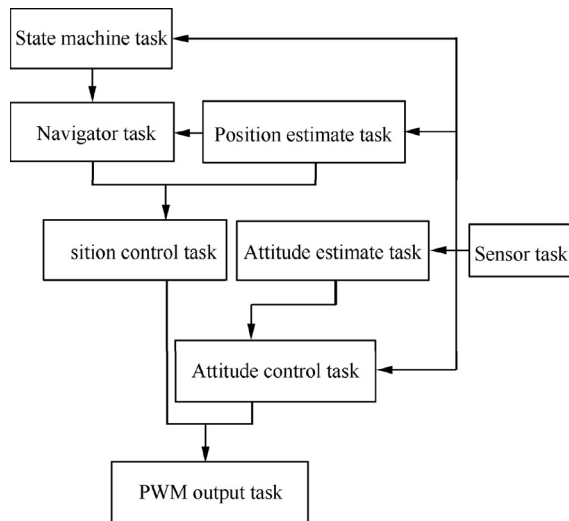 State machine task
Navigator task
Position estimate task
sition control task
Attitude estimate task
Sensor task
Attitude control task
PWM output task